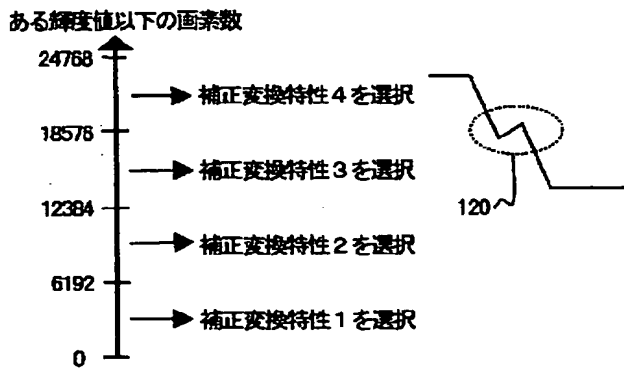 ある輝度値以下の画素数
24768
補正変換特性４を選択
18576
補正変換特性３を選択
12384
120
補正変換特性２を選択
6192
補正変換特性１を選択
0